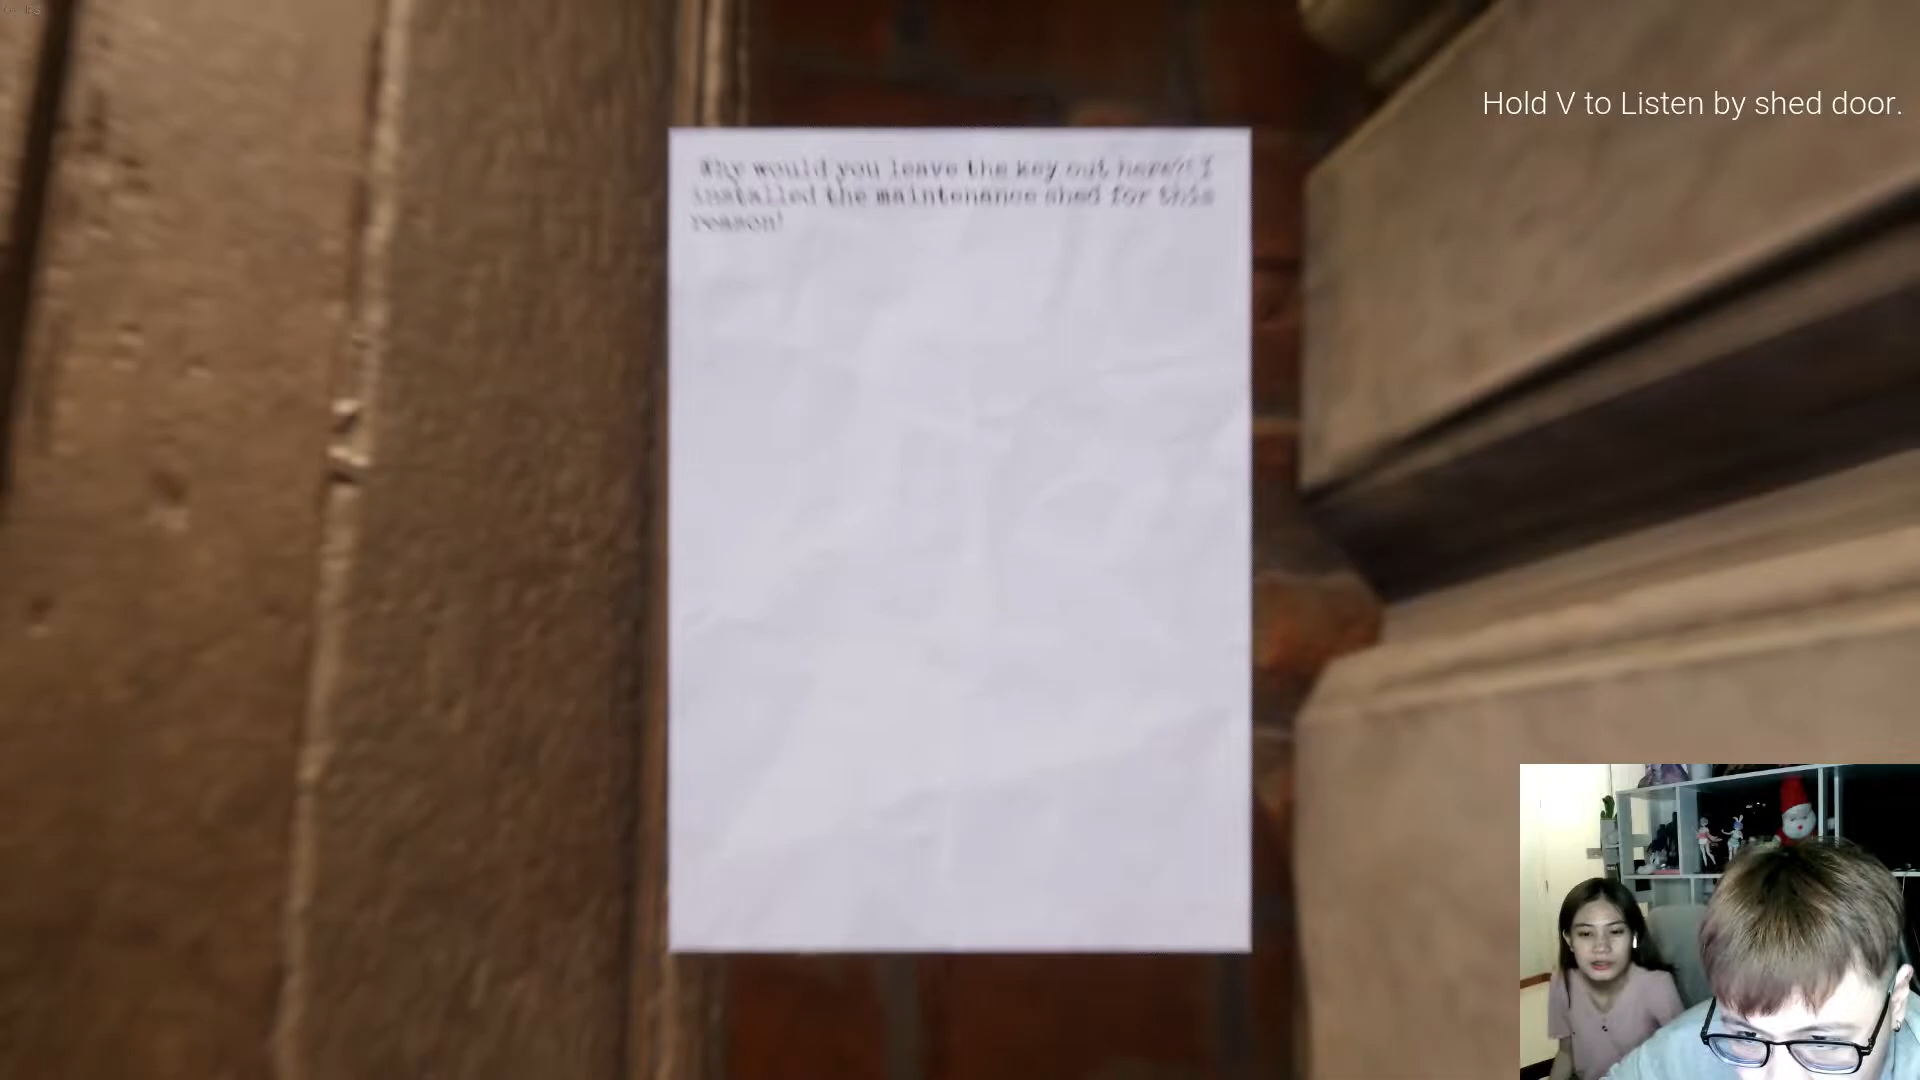 Hold V to Listen by shed door.
Why would you leave the key out here?! I
installed the maintenance shed for this
reason!